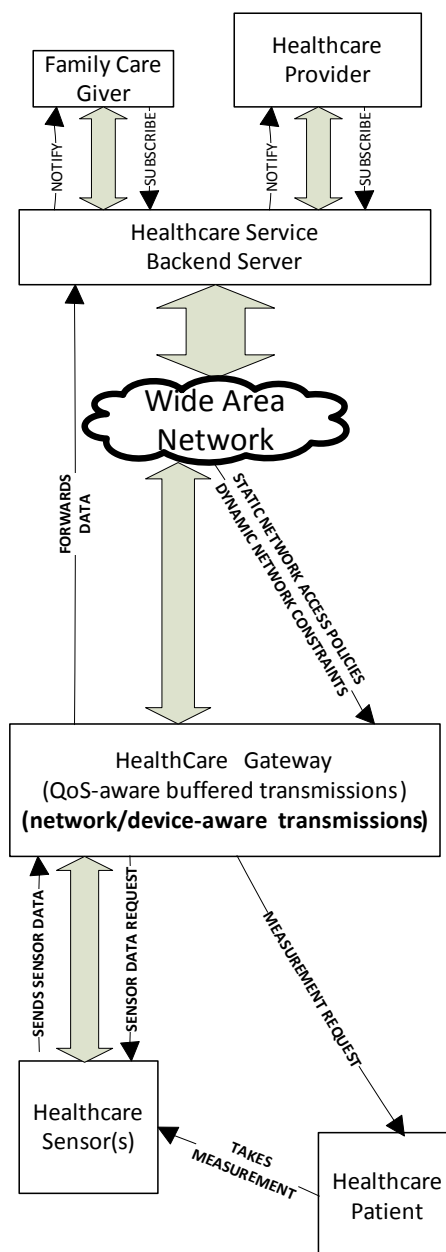 Family Care
Giver
Healthcare
Provider
NOTIFY
SUBSCRIBE
NOTIFY
SUBSCRIBE
Healthcare Service
Backend Server
Wide Area
Network
FORWARDS
DATA
STATIC NETWORK ACCESS POLICIES
DYNAMIC NETWORK CONSTRAINTS
HealthCare Gateway
(QoS-aware buffered transmissions)
(network/device-aware transmissions)
SENDS SENSOR DATA
SENSOR DATA REQUEST
MEASUREMENT REQUEST
Healthcare
Sensor(s)
TAKES
MEASUREMENT
Healthcare
Patient